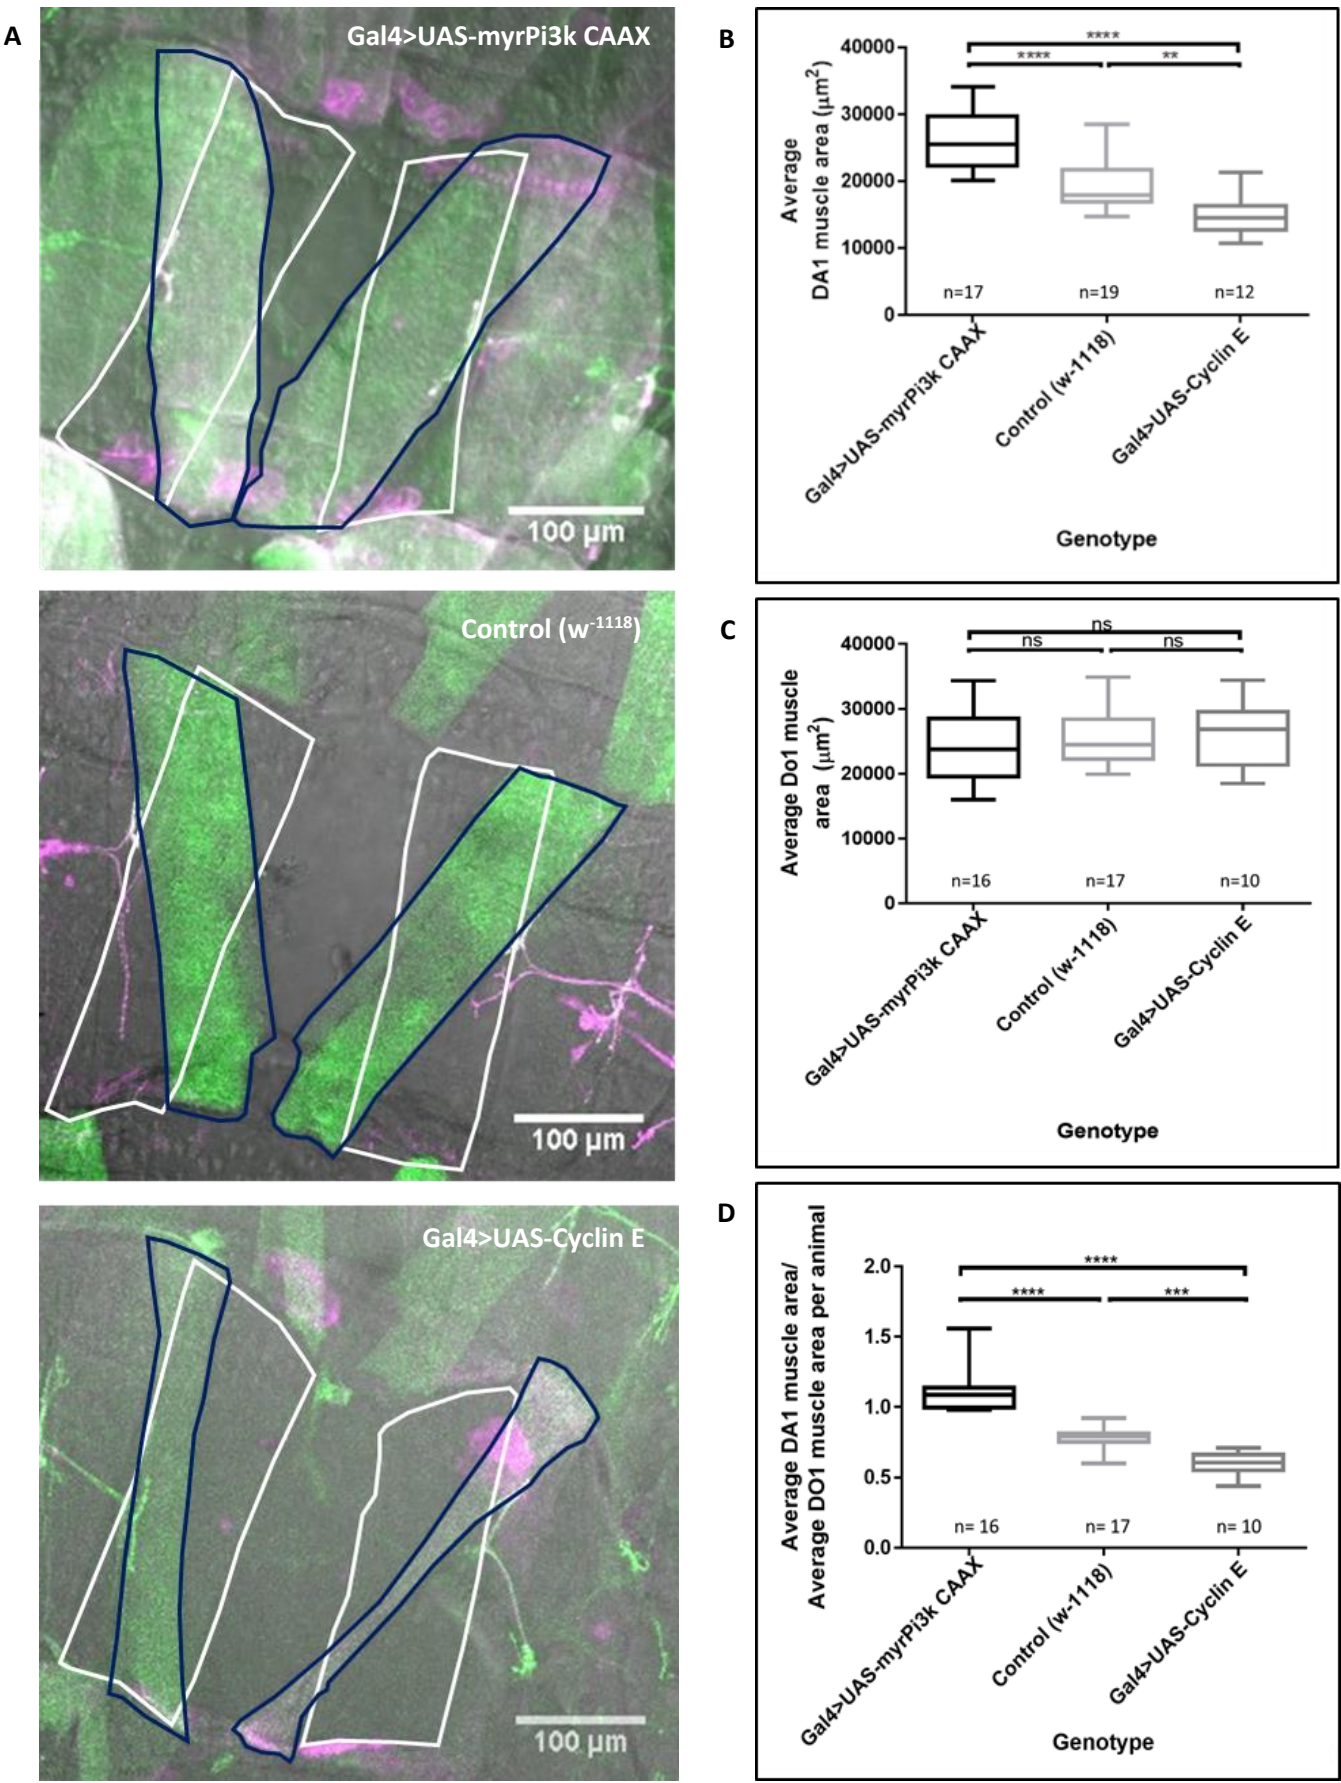 A
Gal4>UAS-myrPi3k CAAX
100 µm
Control (w-1118)
100 µm
Gal4>UAS-Cyclin E
100 µm
B
Average
DA1 muscle area (µm2)
40000
30000
20000
10000
0
****
**** **
n=17 n=19 n=12
Gal4>UAS-myrPi3k CAAX
Control (w-1118)
Gal4>UAS-Cyclin E
Genotype
C
Average Do1 muscle
area (µm2)
40000
30000
20000
10000
0
ns
ns ns
n=16 n=17 n=10
Gal4>UAS-myrPi3k CAAX
Control (w-1118)
Gal4>UAS-Cyclin E
Genotype
D
Average DA1 muscle area/
Average DO1 muscle area per animal
2.0
1.5
1.0
0.5
0.0
****
**** ***
n= 16 n= 17 n= 10
Gal4>UAS-myrPi3k CAAX
Control (w-1118)
Gal4>UAS-Cyclin E
Genotype